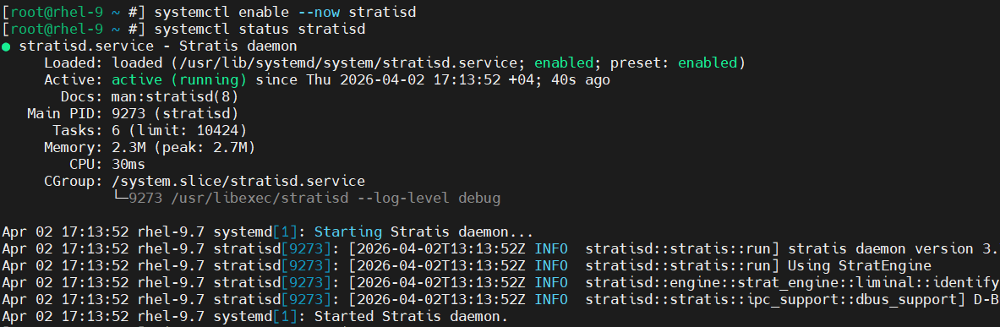 [root@rhel-9 ~ #] systemctl enable --now stratisd
[root@rhel-9 ~ #] systemctl status stratisd
● stratisd.service - Stratis daemon
     Loaded: loaded (/usr/lib/systemd/system/stratisd.service; enabled; preset: enabled)
     Active: active (running) since Thu 2026-04-02 17:13:52 +04; 40s ago
       Docs: man:stratisd(8)
   Main PID: 9273 (stratisd)
      Tasks: 6 (limit: 10424)
     Memory: 2.3M (peak: 2.7M)
        CPU: 30ms
     CGroup: /system.slice/stratisd.service
             └─9273 /usr/libexec/stratisd --log-level debug
Apr 02 17:13:52 rhel-9.7 systemd[1]: Starting Stratis daemon...
Apr 02 17:13:52 rhel-9.7 stratisd[9273]: [2026-04-02T13:13:52Z INFO  stratisd::stratis::run] stratis daemon version 3.
Apr 02 17:13:52 rhel-9.7 stratisd[9273]: [2026-04-02T13:13:52Z INFO  stratisd::stratis::run] Using StratEngine
Apr 02 17:13:52 rhel-9.7 stratisd[9273]: [2026-04-02T13:13:52Z INFO  stratisd::engine::strat_engine::liminal::identify
Apr 02 17:13:52 rhel-9.7 stratisd[9273]: [2026-04-02T13:13:52Z INFO  stratisd::stratis::ipc_support::dbus_support] D-B
Apr 02 17:13:52 rhel-9.7 systemd[1]: Started Stratis daemon.